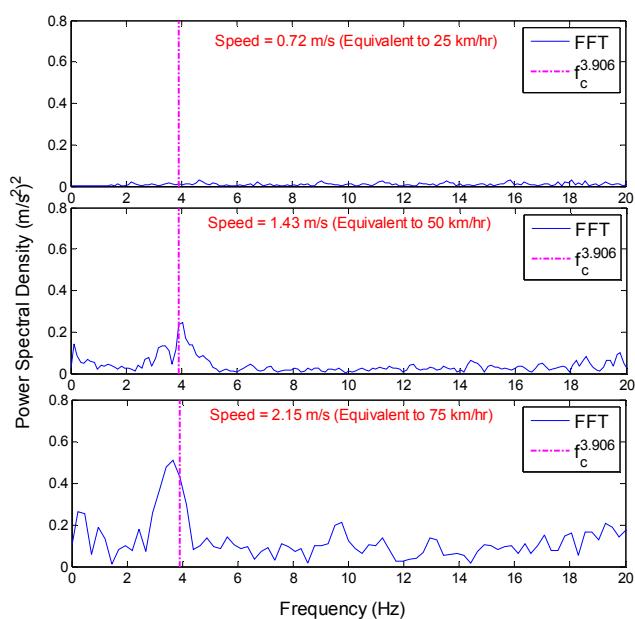 Power Spectral Density (m/s²)²
0.8
0.6
0.4
0.2
0
0 2 4 6 8 10 12 14 16 18 20
Speed = 0.72 m/s (Equivalent to 25 km/hr)
FFT
f_c^3.906
0.8
0.6
0.4
0.2
0
0 2 4 6 8 10 12 14 16 18 20
Speed = 1.43 m/s (Equivalent to 50 km/hr)
FFT
f_c^3.906
0.8
0.6
0.4
0.2
0
0 2 4 6 8 10 12 14 16 18 20
Speed = 2.15 m/s (Equivalent to 75 km/hr)
FFT
f_c^3.906
Frequency (Hz)